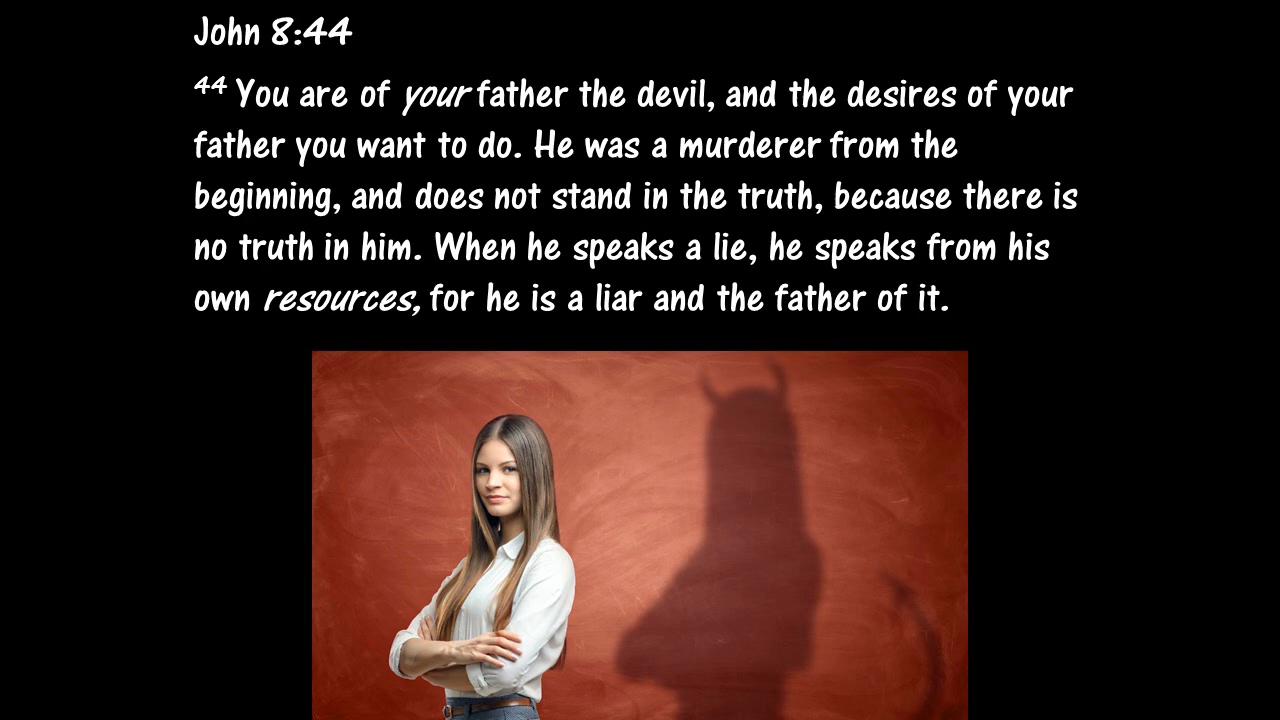 John 8:44
44 You are of your father the devil, and the desires of your
father you want to do. He was a murderer from the
beginning, and does not stand in the truth, because there is
no truth in him. When he speaks a lie, he speaks from his
own resources, for he is a liar and the father of it.